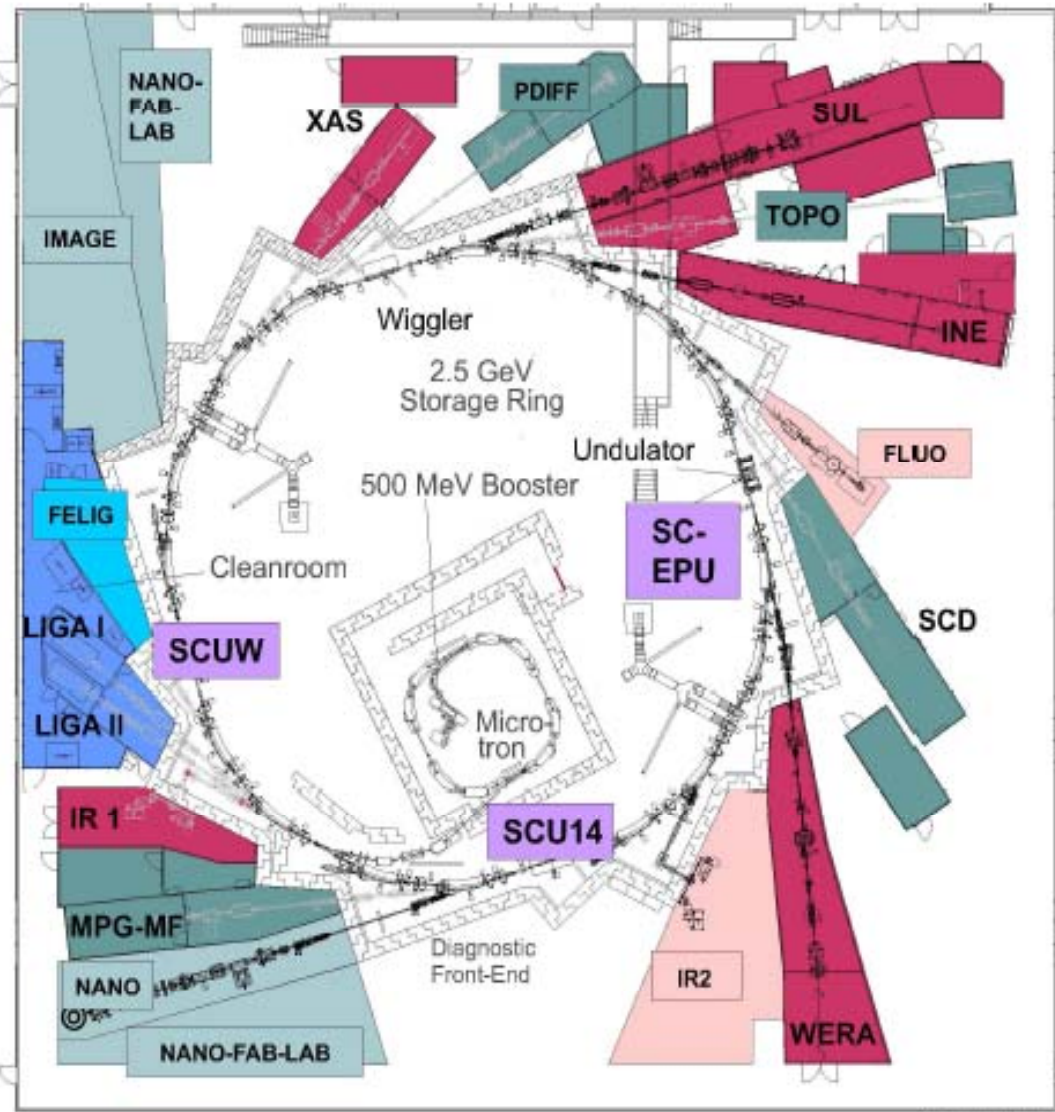 NANO-
FAB-
LAB
XAS
PDIFF
SUL
IMAGE
TOPO
Wiggler
INE
2.5 GeV
Storage Ring
Undulator
FLUO
500 MeV Booster
FELIG
SC-
EPU
Cleanroom
SCD
LIGA I
SCUW
LIGA II
Micro-
tron
IR 1
SCU14
MPG-MF
Diagnostic
Front-End
NANO
IR2
WERA
NANO-FAB-LAB